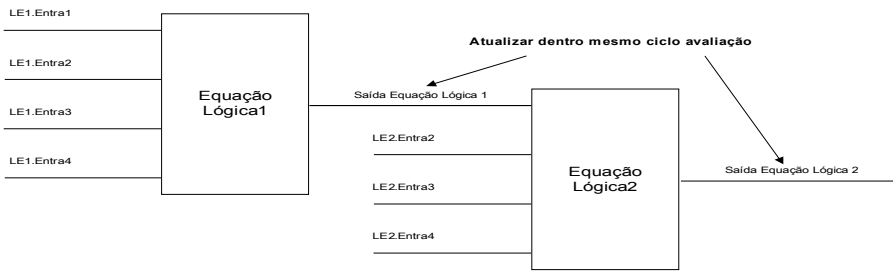 LE1.Entra1
LE1.Entra2
LE1.Entra3
LE1.Entra4
Equação
Lógica1
Atualizar dentro mesmo ciclo avaliação
Saída Equação Lógica 1
LE2.Entra2
LE2.Entra3
LE2.Entra4
Equação
Lógica2
Saída Equação Lógica 2